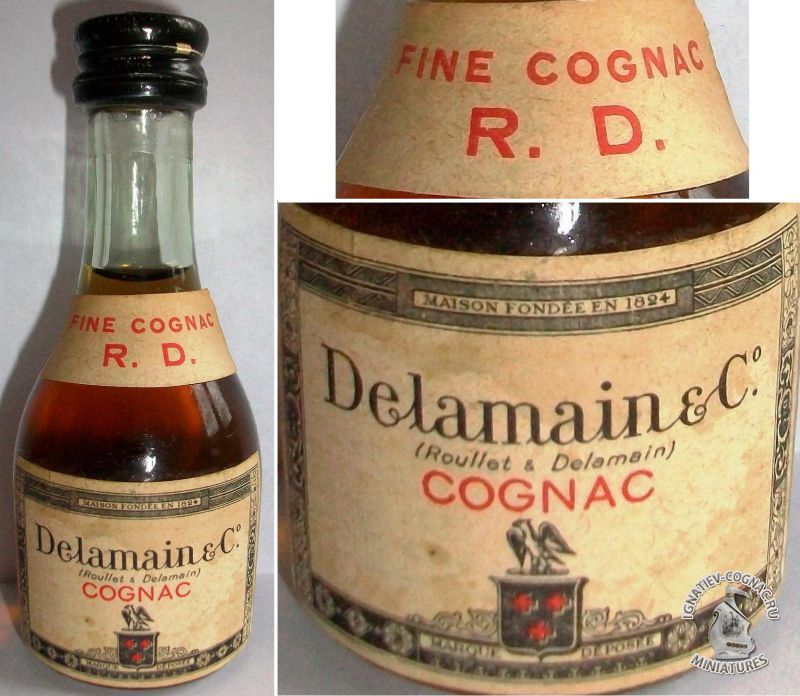 FINE COGNAC
R. D.
MAISON FONDÉE EN 1824
Delamain & Cº
(Roullet & Delamain)
COGNAC
MARQUE DÉPOSÉE
FINE COGNAC
R. D.
MAISON FONDÉE EN 1824
Delamain & Cº
(Roullet & Delamain)
COGNAC
MARQUE DÉPOSÉE
IGNATIEV-COGNAC.RU
MINIATURES